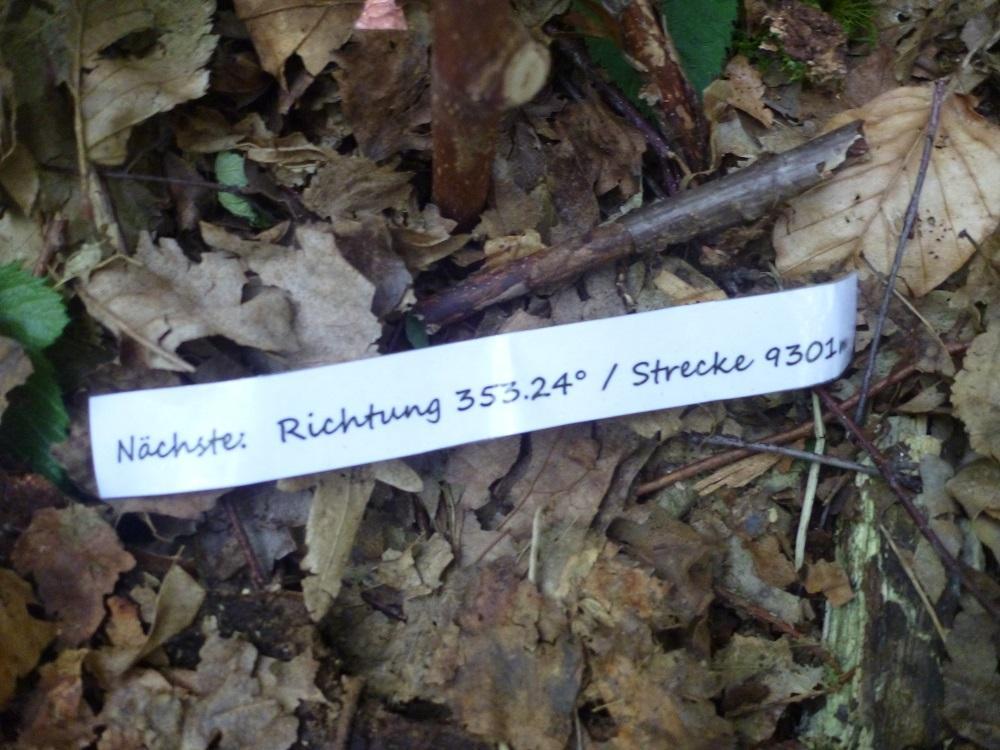 Nächste: Richtung 353.24° / Strecke 9301m